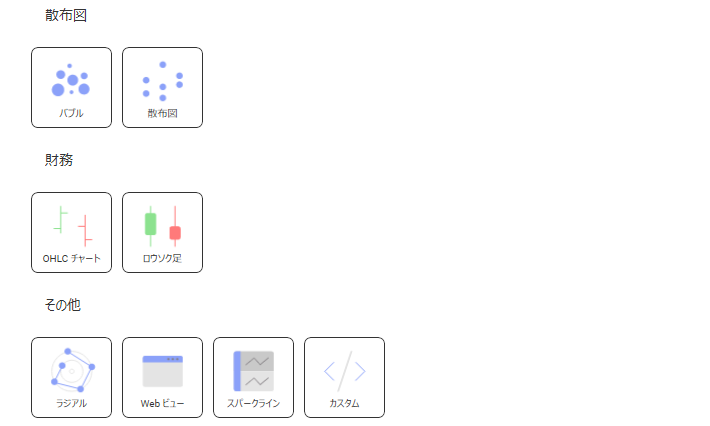 散布図
バブル
散布図
財務
OHLC チャート
ロウソク足
その他
ラジアル
Web ビュー
スパークライン
カスタム